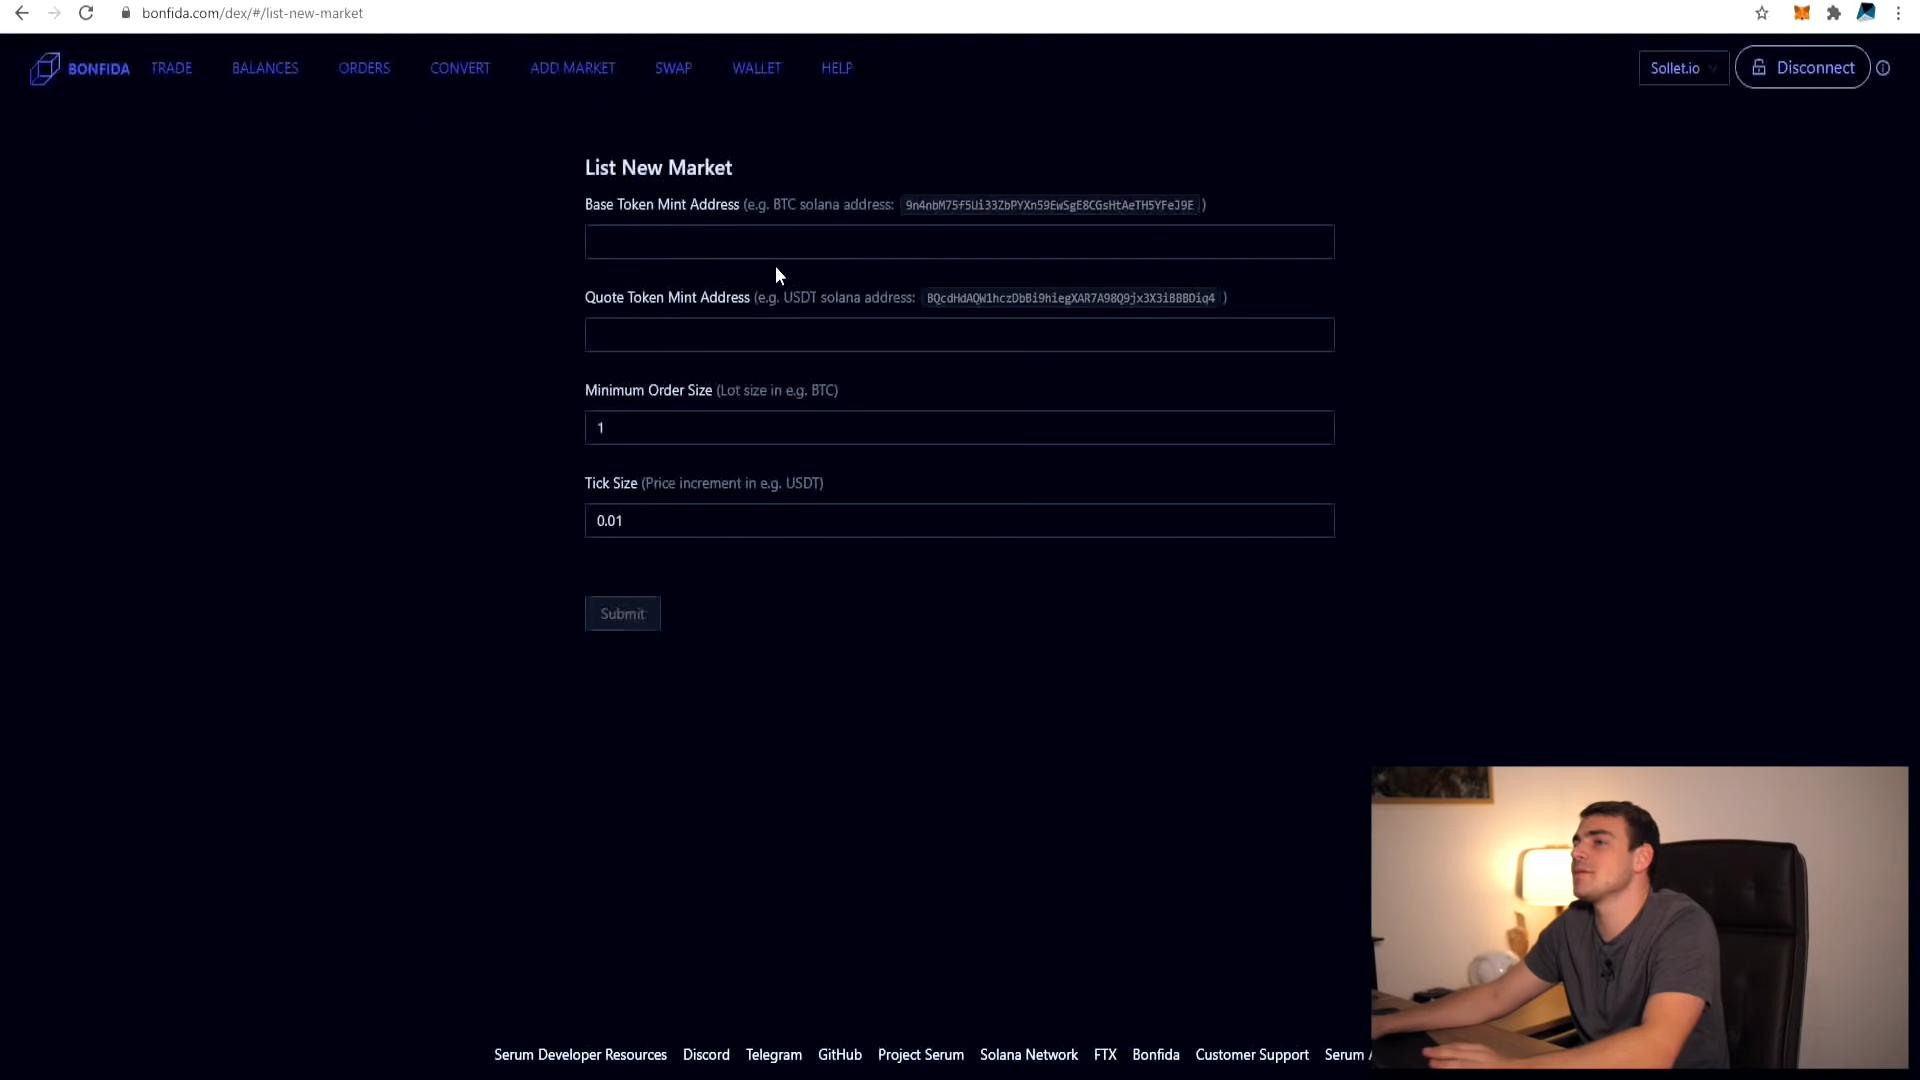 bonfida.com/dex/#/list-new-market
BONFIDA TRADE BALANCES ORDERS CONVERT ADD MARKET SWAP WALLET HELP Sollet.io Disconnect
List New Market
Base Token Mint Address (e.g. BTC solana address: 9n4nbM75f5Ui33ZbPYXn59EwSgE8CGsHtAeTH5YFeJ9E )
Quote Token Mint Address (e.g. USDT solana address: BQcdHdAQW1hczDbBi9hiegXAR7A98Q9jx3X3iBBBDiq4 )
Minimum Order Size (Lot size in e.g. BTC)
1
Tick Size (Price increment in e.g. USDT)
0.01
Submit
Serum Developer Resources Discord Telegram GitHub Project Serum Solana Network FTX Bonfida Customer Support Serum